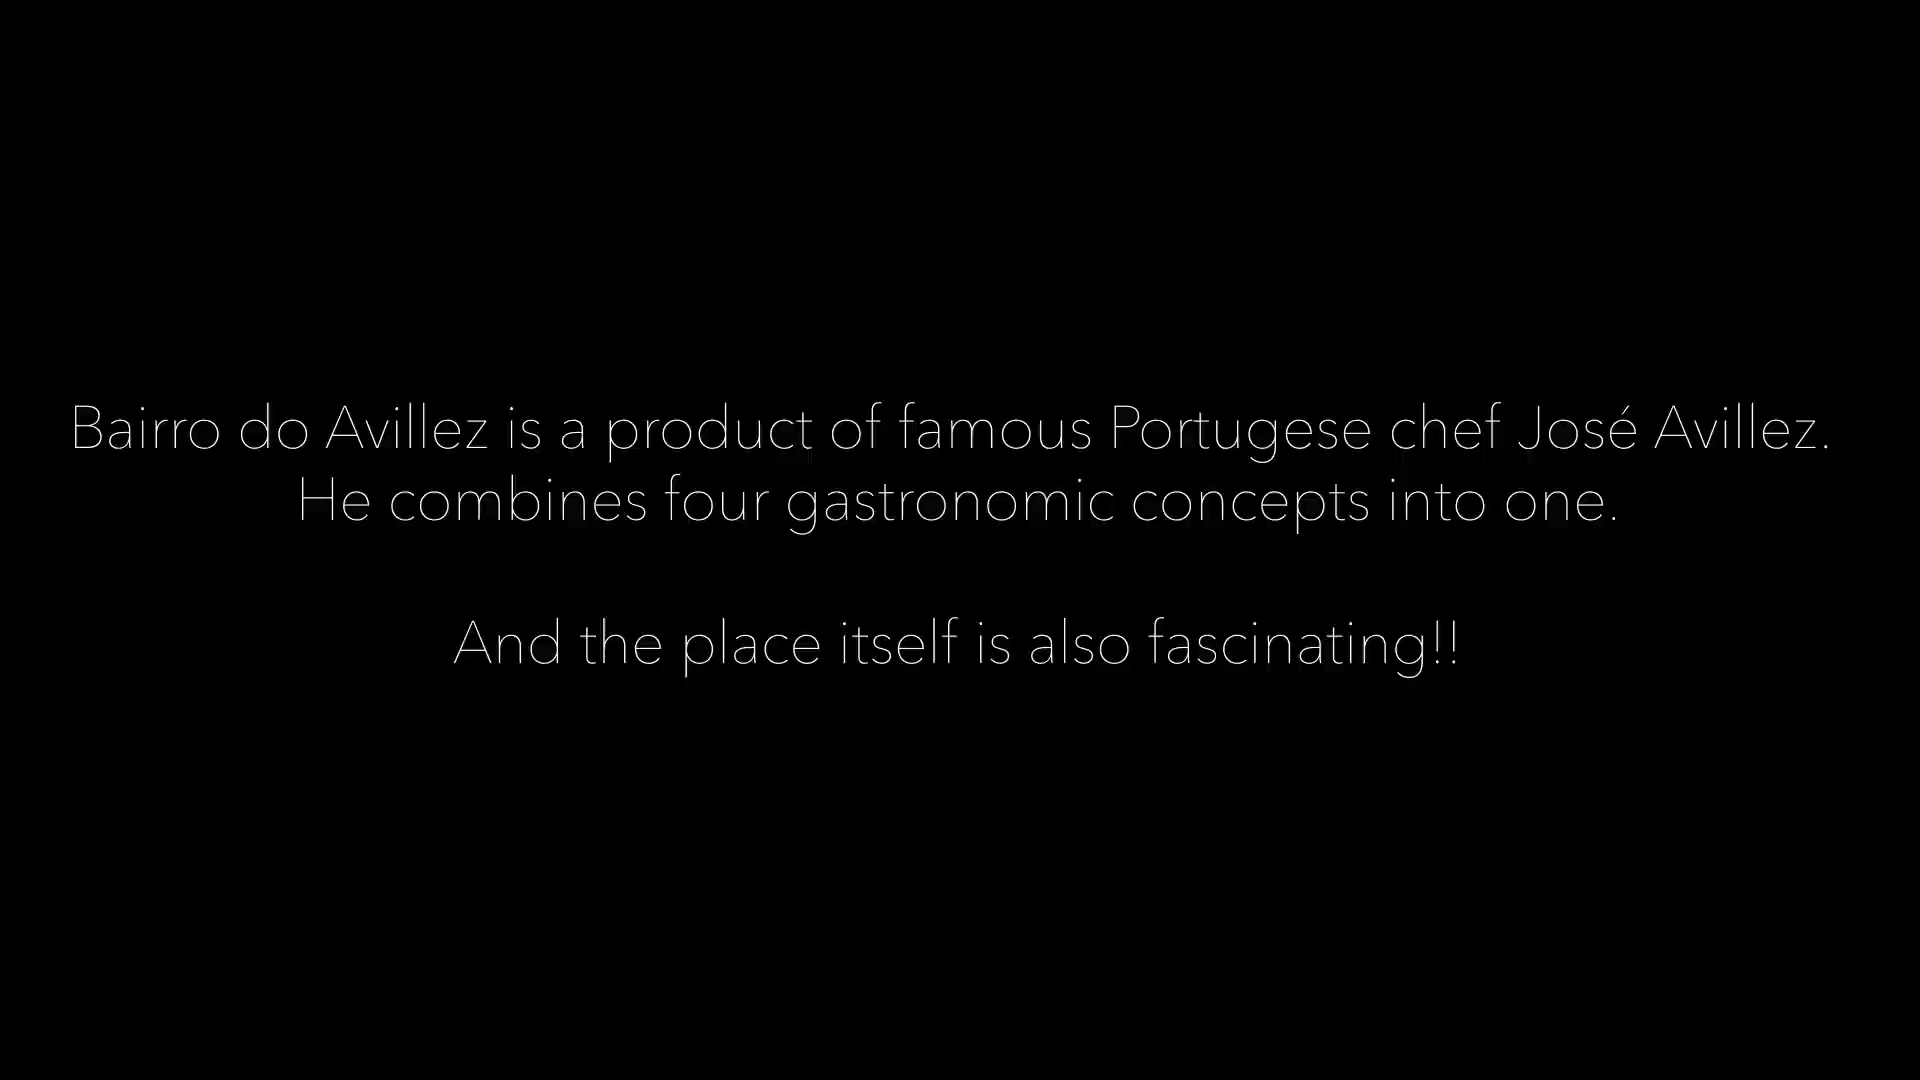 Bairro do Avillez is a product of famous Portugese chef José Avillez.
He combines four gastronomic concepts into one.
And the place itself is also fascinating!!